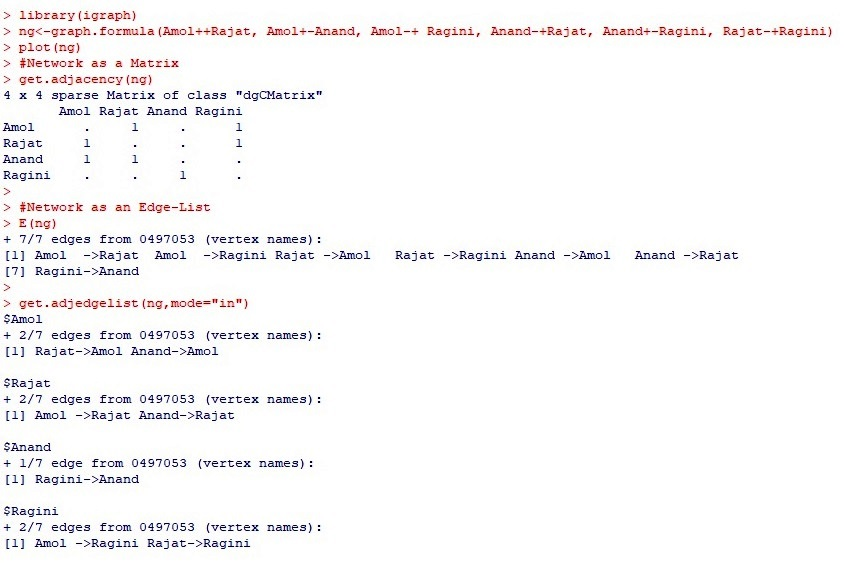 > library(igraph)
> ng<-graph.formula(Amol++Rajat, Amol+-Anand, Amol-+ Ragini, Anand-+Rajat, Anand+-Ragini, Rajat-+Ragini)
> plot(ng)
> #Network as a Matrix
> get.adjacency(ng)
4 x 4 sparse Matrix of class "dgCMatrix"
       Amol Rajat Anand Ragini
Amol      .     1     .      1
Rajat     1     .     .      1
Anand     1     1     .      .
Ragini    .     .     1      .
>
> #Network as an Edge-List
> E(ng)
+ 7/7 edges from 0497053 (vertex names):
[1] Amol  ->Rajat  Amol  ->Ragini Rajat ->Amol   Rajat ->Ragini Anand ->Amol   Anand ->Rajat
[7] Ragini->Anand
>
> get.adjedgelist(ng,mode="in")
$Amol
+ 2/7 edges from 0497053 (vertex names):
[1] Rajat->Amol Anand->Amol

$Rajat
+ 2/7 edges from 0497053 (vertex names):
[1] Amol ->Rajat Anand->Rajat

$Anand
+ 1/7 edge from 0497053 (vertex names):
[1] Ragini->Anand

$Ragini
+ 2/7 edges from 0497053 (vertex names):
[1] Amol ->Ragini Rajat->Ragini